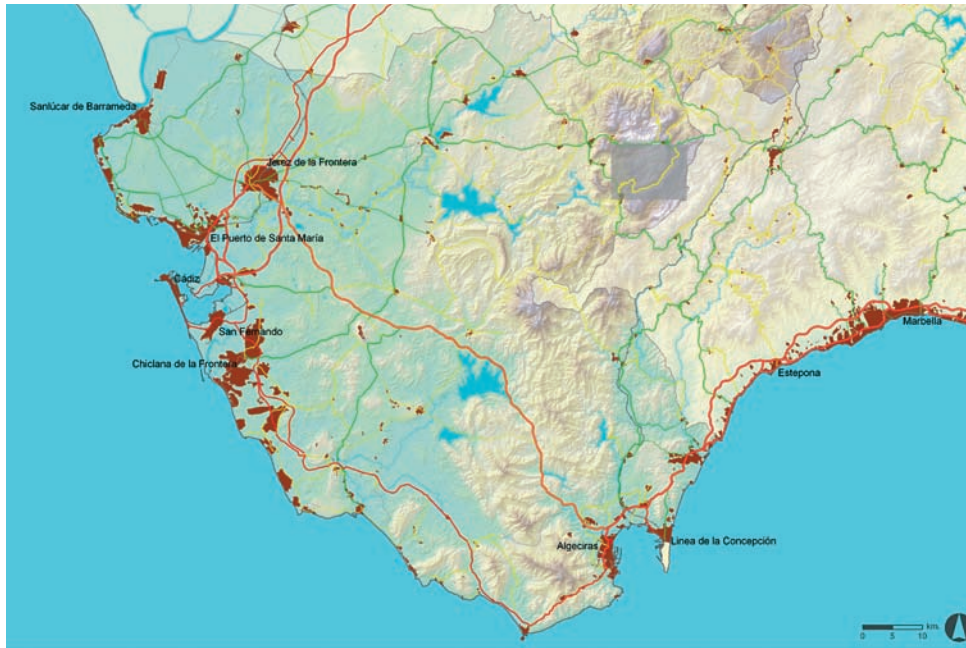 Sanlúcar de Barrameda
Jerez de la Frontera
El Puerto de Santa María
Cádiz
San Fernando
Chiclana de la Frontera
Marbella
Estepona
Algeciras
Linea de la Concepción
km.
0 5 10